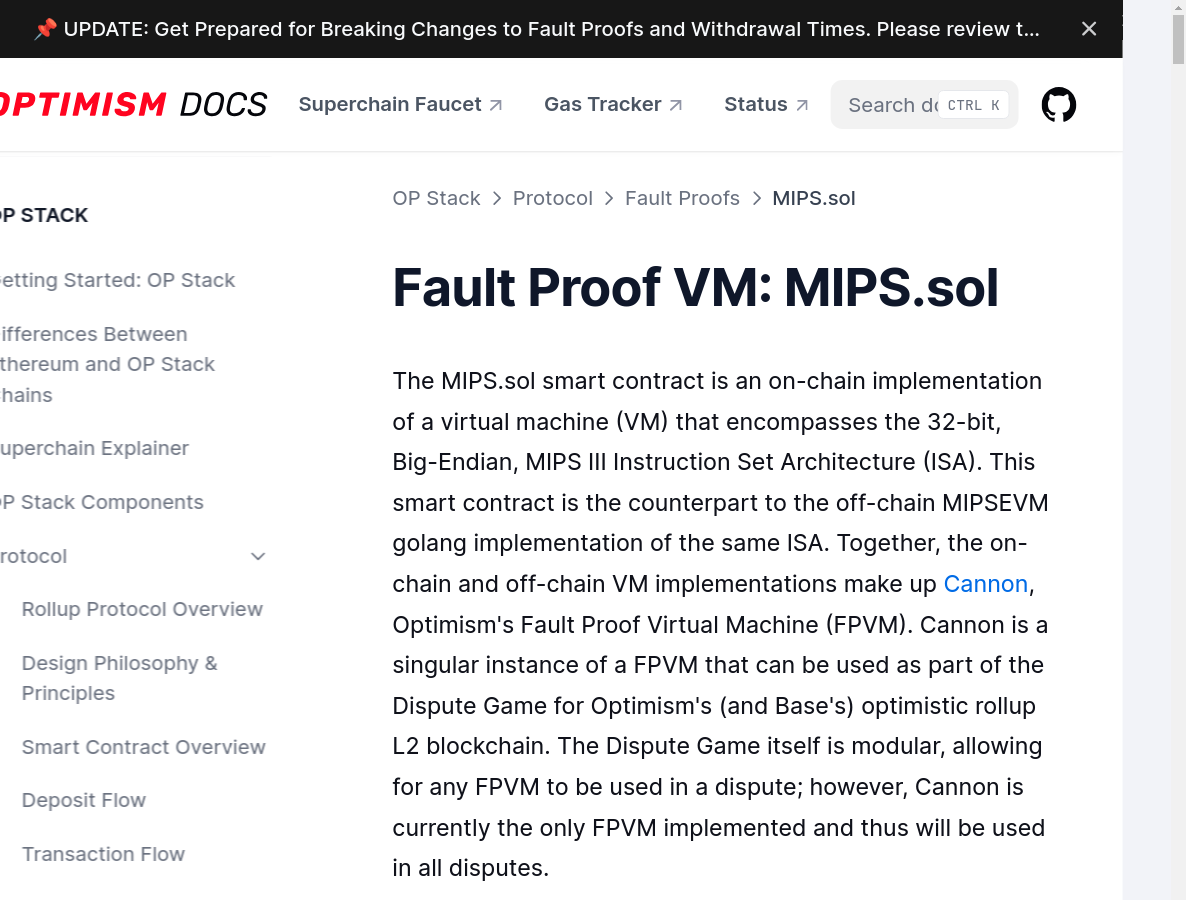 📌 UPDATE: Get Prepared for Breaking Changes to Fault Proofs and Withdrawal Times. Please review t...
OPTIMISM DOCS
Superchain Faucet
Gas Tracker
Status
Search do
CTRL K
OP Stack > Protocol > Fault Proofs > MIPS.sol
OP STACK
Getting Started: OP Stack
Differences Between
Ethereum and OP Stack
Chains
Superchain Explainer
OP Stack Components
Protocol
Rollup Protocol Overview
Design Philosophy &
Principles
Smart Contract Overview
Deposit Flow
Transaction Flow
Fault Proof VM: MIPS.sol
The MIPS.sol smart contract is an on-chain implementation
of a virtual machine (VM) that encompasses the 32-bit,
Big-Endian, MIPS III Instruction Set Architecture (ISA). This
smart contract is the counterpart to the off-chain MIPSEVM
golang implementation of the same ISA. Together, the on-
chain and off-chain VM implementations make up Cannon,
Optimism's Fault Proof Virtual Machine (FPVM). Cannon is a
singular instance of a FPVM that can be used as part of the
Dispute Game for Optimism's (and Base's) optimistic rollup
L2 blockchain. The Dispute Game itself is modular, allowing
for any FPVM to be used in a dispute; however, Cannon is
currently the only FPVM implemented and thus will be used
in all disputes.